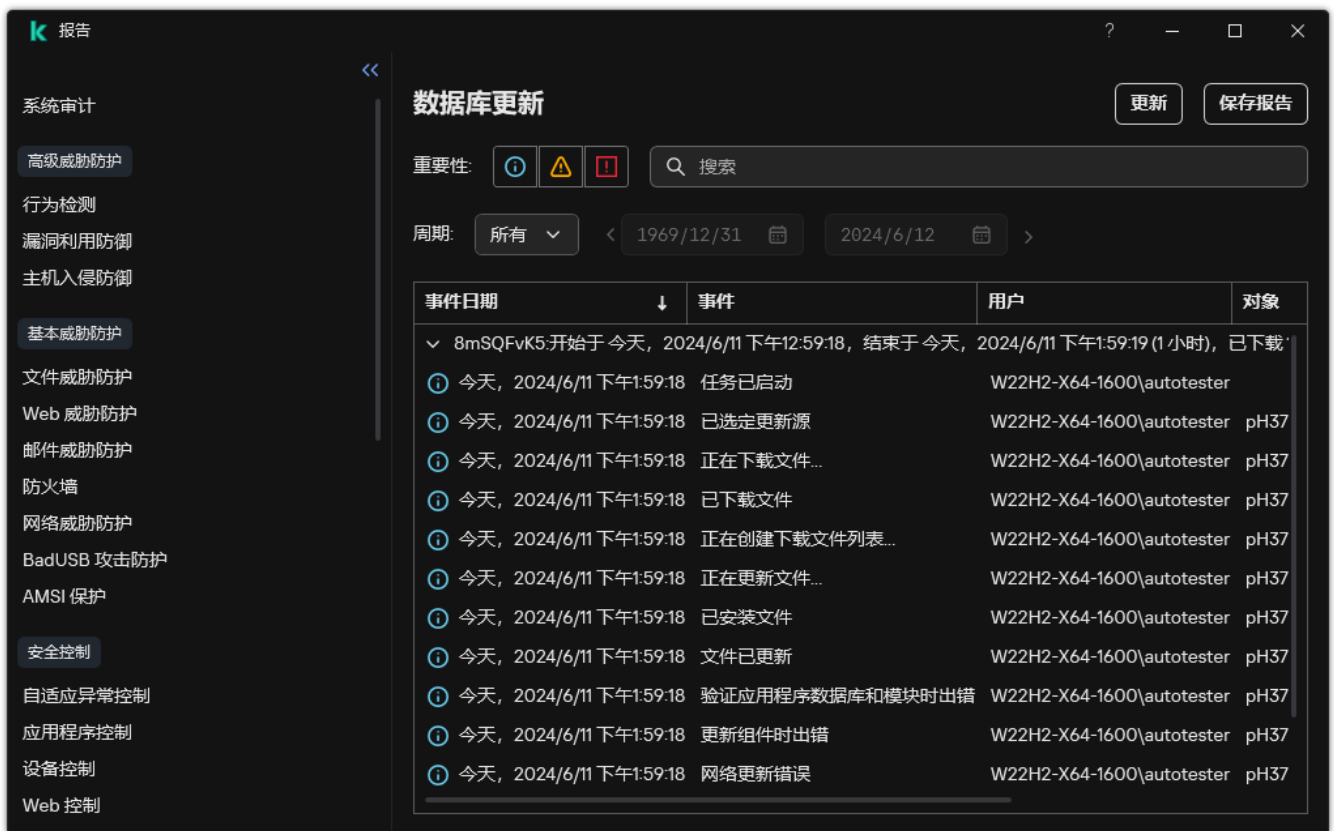 报告
?
系统审计
高级威胁防护
行为检测
漏洞利用防御
主机入侵防御
基本威胁防护
文件威胁防护
Web 威胁防护
邮件威胁防护
防火墙
网络威胁防护
BadUSB 攻击防护
AMSI 保护
安全控制
自适应异常控制
应用程序控制
设备控制
Web 控制
数据库更新
更新
保存报告
重要性:
搜索
周期:
所有
1969/12/31
2024/6/12
事件日期 ↓ 事件 用户 对象
8mSQFvK5:开始于 今天，2024/6/11 下午12:59:18，结束于 今天，2024/6/11 下午1:59:19 (1 小时)，已下载
今天，2024/6/11 下午1:59:18 任务已启动 W22H2-X64-1600\autotester
今天，2024/6/11 下午1:59:18 已选定更新源 W22H2-X64-1600\autotester pH37
今天，2024/6/11 下午1:59:18 正在下载文件... W22H2-X64-1600\autotester pH37
今天，2024/6/11 下午1:59:18 已下载文件 W22H2-X64-1600\autotester pH37
今天，2024/6/11 下午1:59:18 正在创建下载文件列表... W22H2-X64-1600\autotester pH37
今天，2024/6/11 下午1:59:18 正在更新文件... W22H2-X64-1600\autotester pH37
今天，2024/6/11 下午1:59:18 已安装文件 W22H2-X64-1600\autotester pH37
今天，2024/6/11 下午1:59:18 文件已更新 W22H2-X64-1600\autotester pH37
今天，2024/6/11 下午1:59:18 验证应用程序数据库和模块时出错 W22H2-X64-1600\autotester pH37
今天，2024/6/11 下午1:59:18 更新组件时出错 W22H2-X64-1600\autotester pH37
今天，2024/6/11 下午1:59:18 网络更新错误 W22H2-X64-1600\autotester pH37